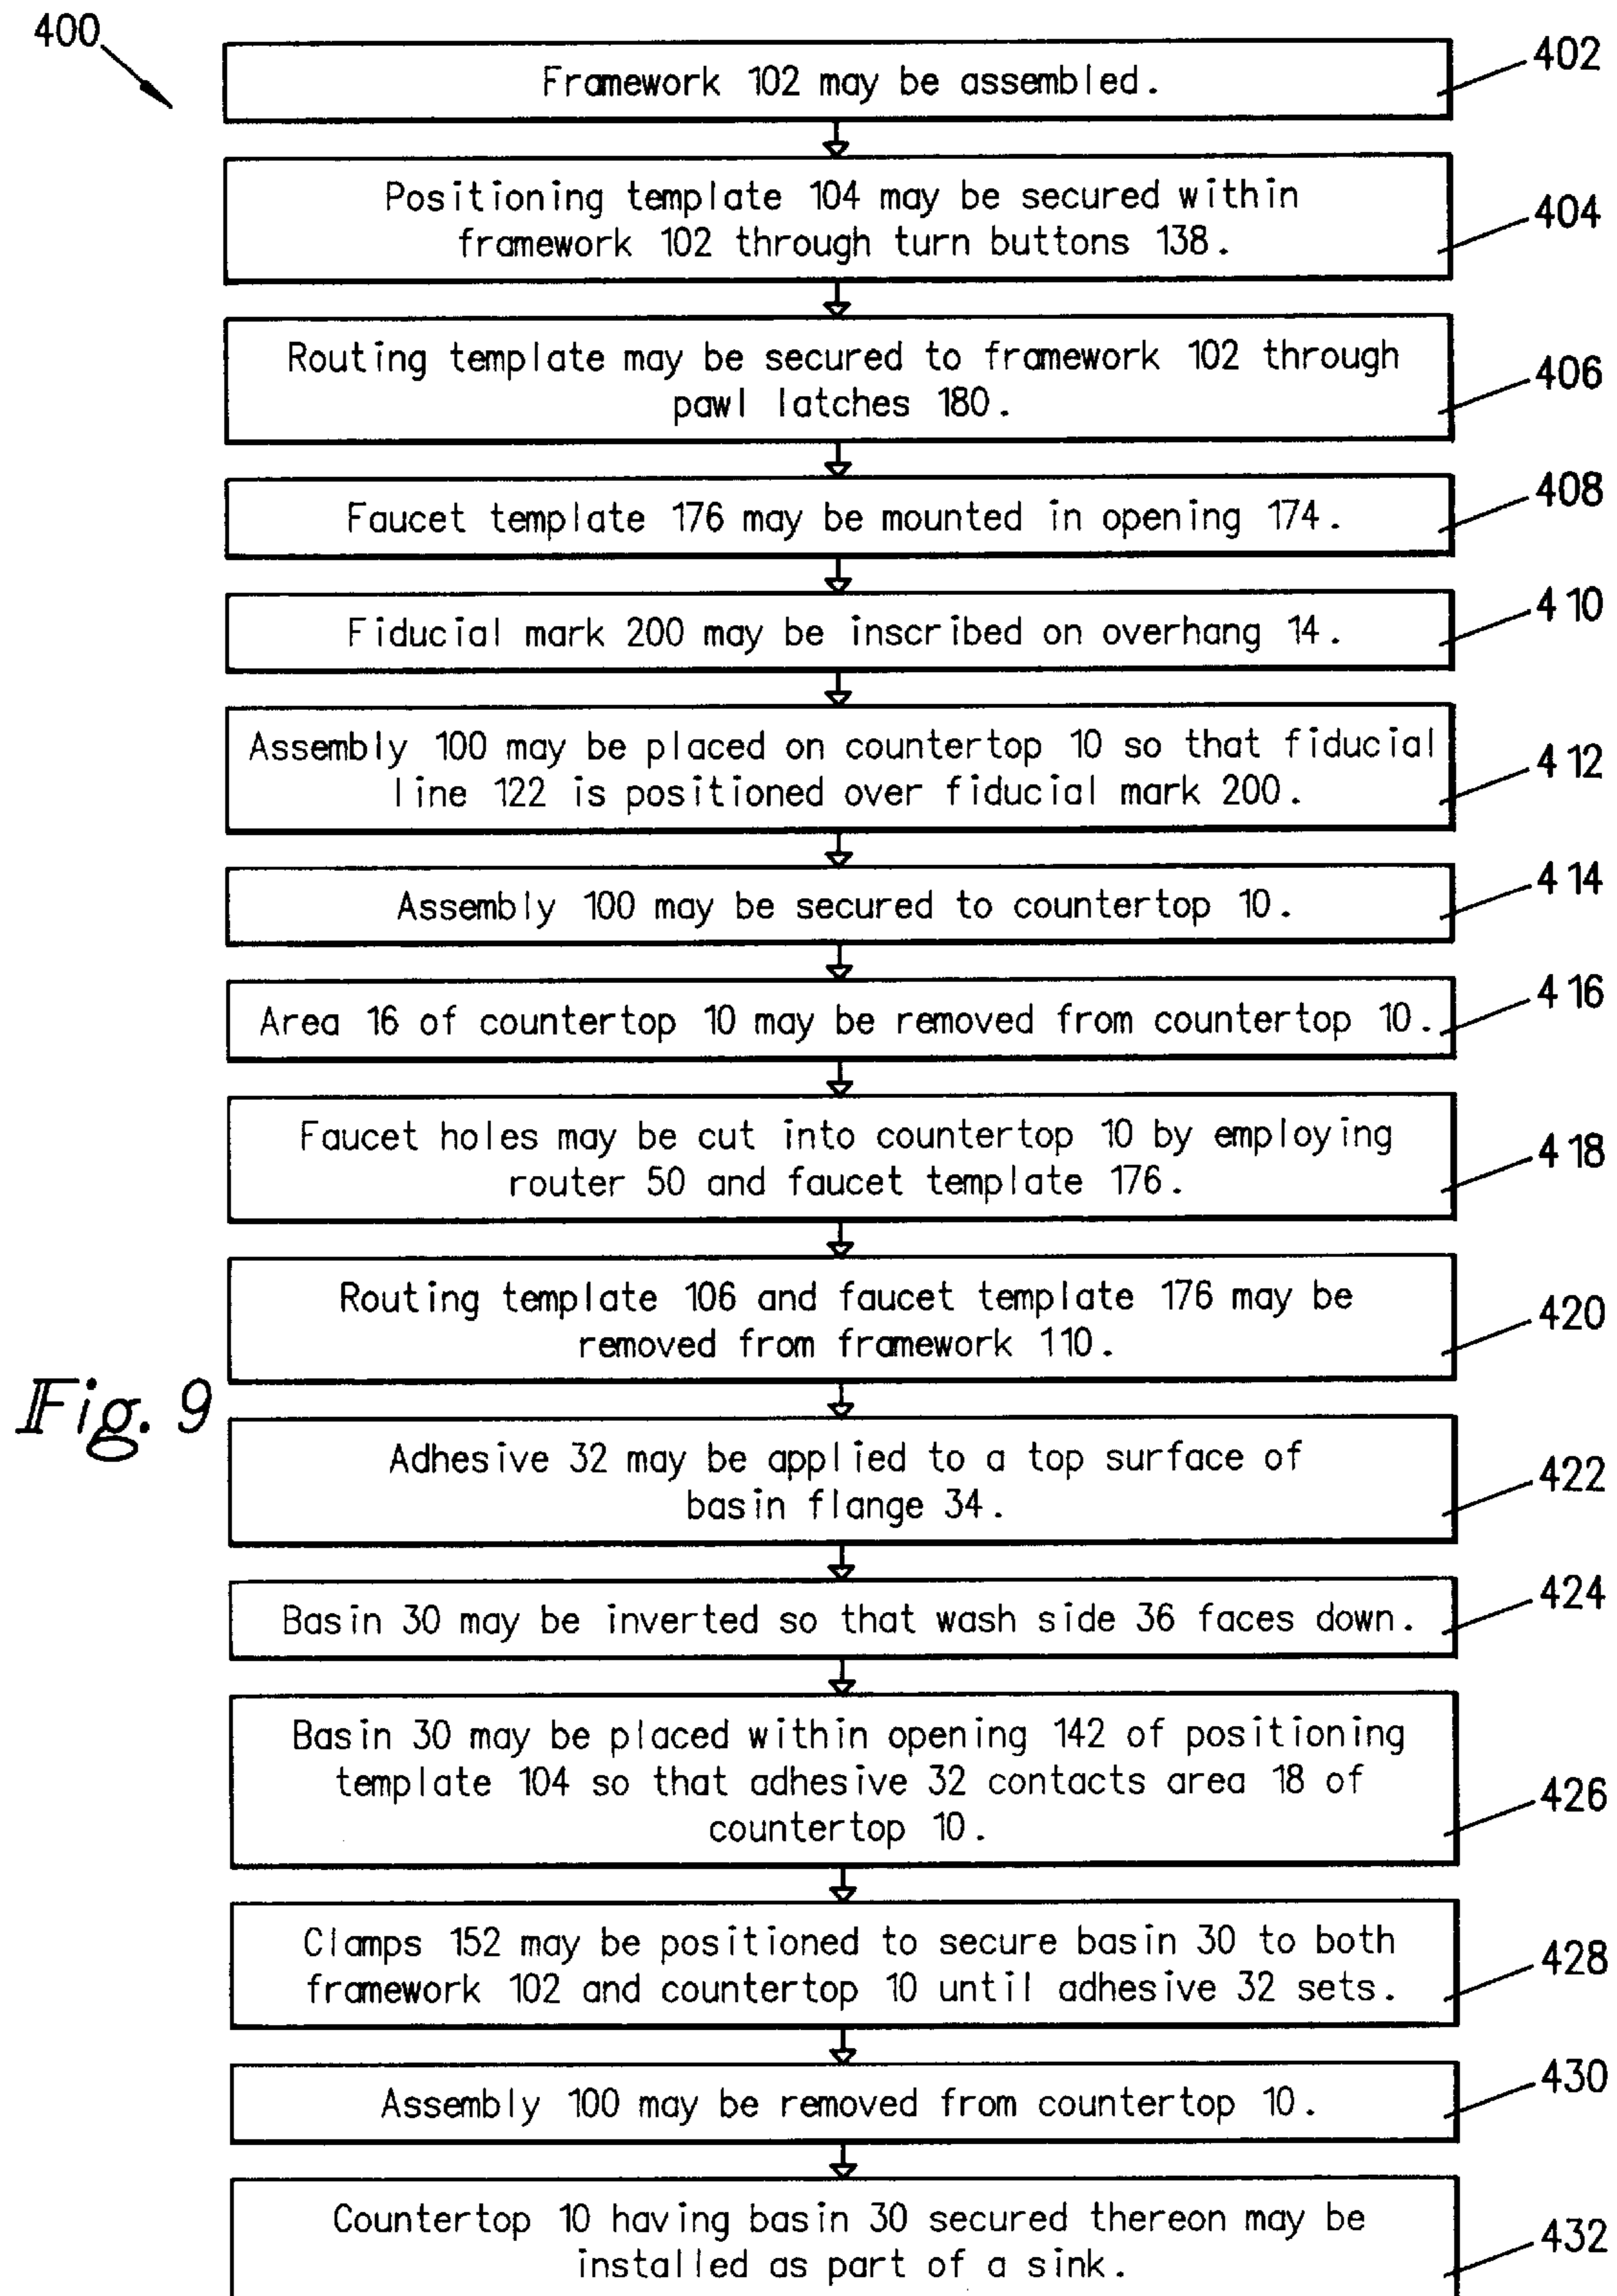 400
Framework 102 may be assembled.
402
Positioning template 104 may be secured within
framework 102 through turn buttons 138.
404
Routing template may be secured to framework 102 through
pawl latches 180.
406
Faucet template 176 may be mounted in opening 174.
408
Fiducial mark 200 may be inscribed on overhang 14.
410
Assembly 100 may be placed on countertop 10 so that fiducial
line 122 is positioned over fiducial mark 200.
412
Assembly 100 may be secured to countertop 10.
414
Area 16 of countertop 10 may be removed from countertop 10.
416
Faucet holes may be cut into countertop 10 by employing
router 50 and faucet template 176.
418
Routing template 106 and faucet template 176 may be
removed from framework 110.
420
Fig. 9
Adhesive 32 may be applied to a top surface of
basin flange 34.
422
Basin 30 may be inverted so that wash side 36 faces down.
424
Basin 30 may be placed within opening 142 of positioning
template 104 so that adhesive 32 contacts area 18 of
countertop 10.
426
Clamps 152 may be positioned to secure basin 30 to both
framework 102 and countertop 10 until adhesive 32 sets.
428
Assembly 100 may be removed from countertop 10.
430
Countertop 10 having basin 30 secured thereon may be
installed as part of a sink.
432